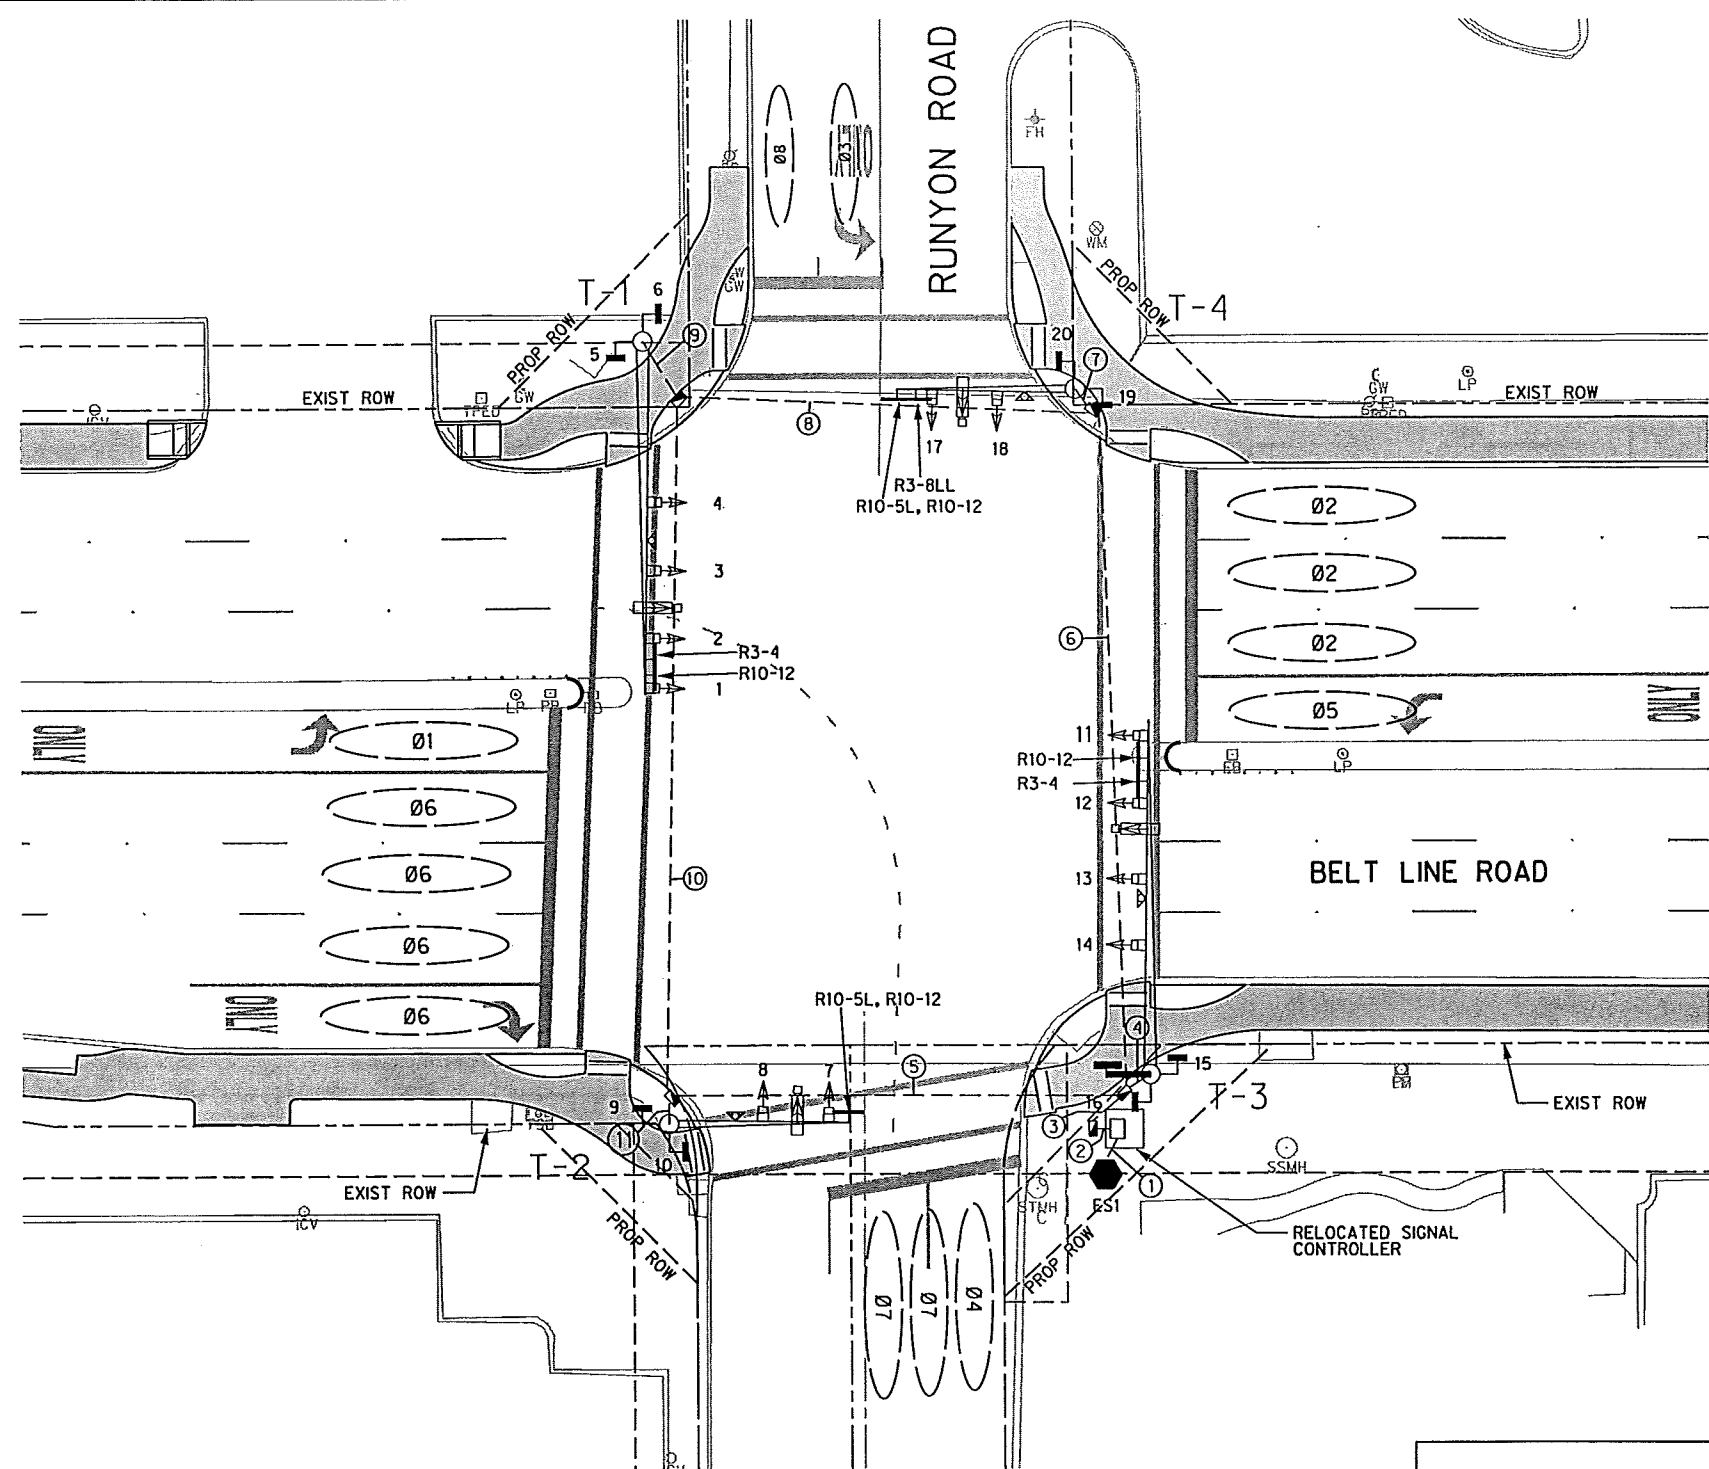 RUNYON ROAD
Ø8
Ø3
ONLY
FH
WM
PROP ROW
T-1
6
T-4
9
5
PROP ROW
20
7
EXIST ROW
GW
LP
EXIST ROW
GW
19
8
17
18
R3-8LL
R10-5L, R10-12
4
3
2
R3-4
R10-12
1
6
Ø2
Ø2
Ø2
Ø5
ONLY
LP
PB
ONLY
Ø1
Ø6
Ø6
Ø6
Ø6
ONLY
10
11
R10-12
R3-4
12
13
14
LP
BELT LINE ROAD
R10-5L, R10-12
8
7
5
4
15
16
T-3
3
2
1
9
11
10
T-2
EXIST ROW
ICV
PROP ROW
EXIST ROW
SSMH
ES1
PROP ROW
RELOCATED SIGNAL
CONTROLLER
Ø7
Ø7
Ø4